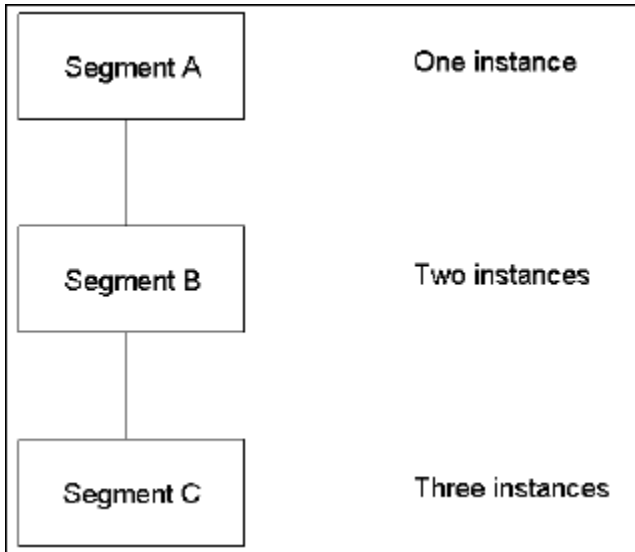 Segment A
One instance
Segment B
Two instances
Segment C
Three instances